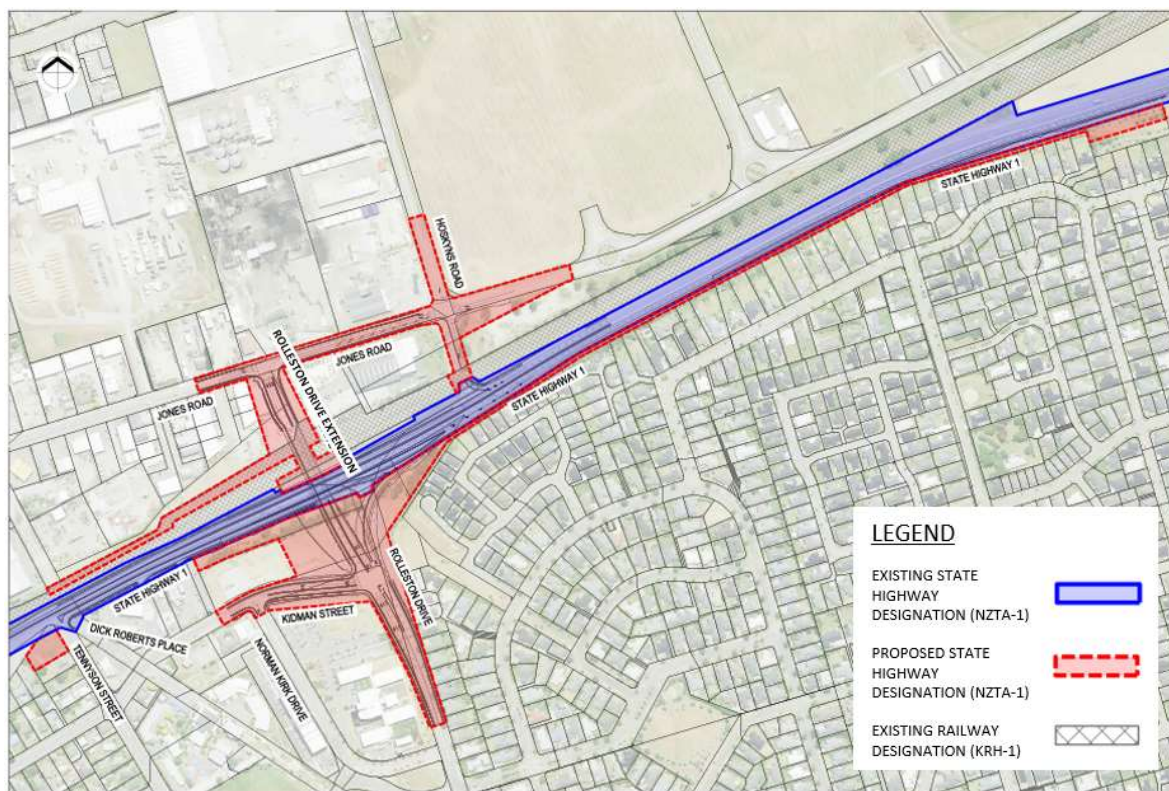 HOSKYNS ROAD
STATE HIGHWAY 1
JONES ROAD
ROLLESTON DRIVE EXTENSION
JONES ROAD
STATE HIGHWAY 1
STATE HIGHWAY 1
DICK ROBERTS PLACE
TENNYSON STREET
KIDMAN STREET
NORMAN KIRK DRIVE
ROLLESTON DRIVE
LEGEND
EXISTING STATE
HIGHWAY
DESIGNATION (NZTA-1)
PROPOSED STATE
HIGHWAY
DESIGNATION (NZTA-1)
EXISTING RAILWAY
DESIGNATION (KRH-1)